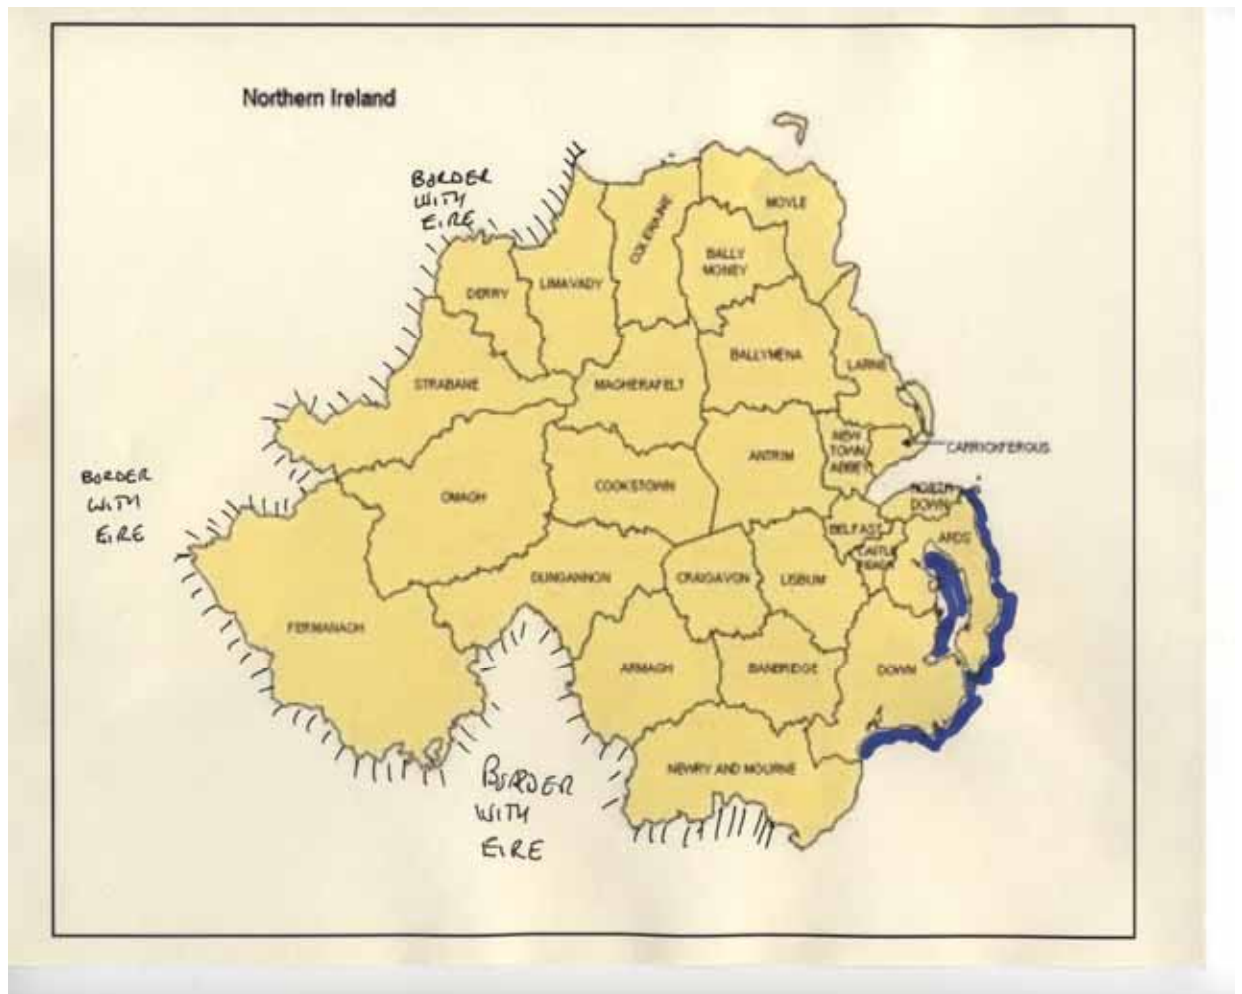 Northern Ireland
BORDER
WITH
EIRE
MOYLE
COLERAINE
BALLY
MONEY
LIMAVADY
DERRY
BALLYMENA
LARNE
STRABANE
MAGHERAFELT
CARRICKFERGUS
NEW
TOWN
ABBEY
ANTRIM
BORDER
WITH
EIRE
OMAGH
COOKSTOWN
NORTH
DOWN
BELFAST
ARDS
CASTLE
DUNGANNON
CRAIGAVON
LISBURN
FERMANAGH
ARMAGH
BANBRIDGE
DOWN
NEWRY AND MOURNE
BORDER
WITH
EIRE